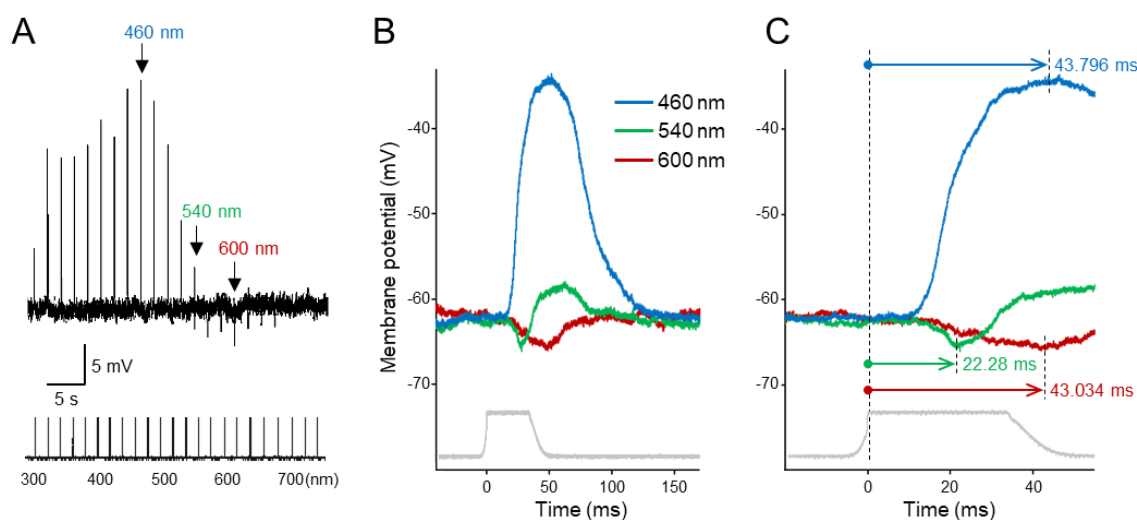 A
460 nm
540 nm
600 nm
5 mV
5 s
300 400 500 600 700(nm)
B
Membrane potential (mV)
-40
-50
-60
-70
460 nm
540 nm
600 nm
0 50 100 150
Time (ms)
C
43.796 ms
-40
-50
-60
-70
22.28 ms
43.034 ms
0 20 40
Time (ms)